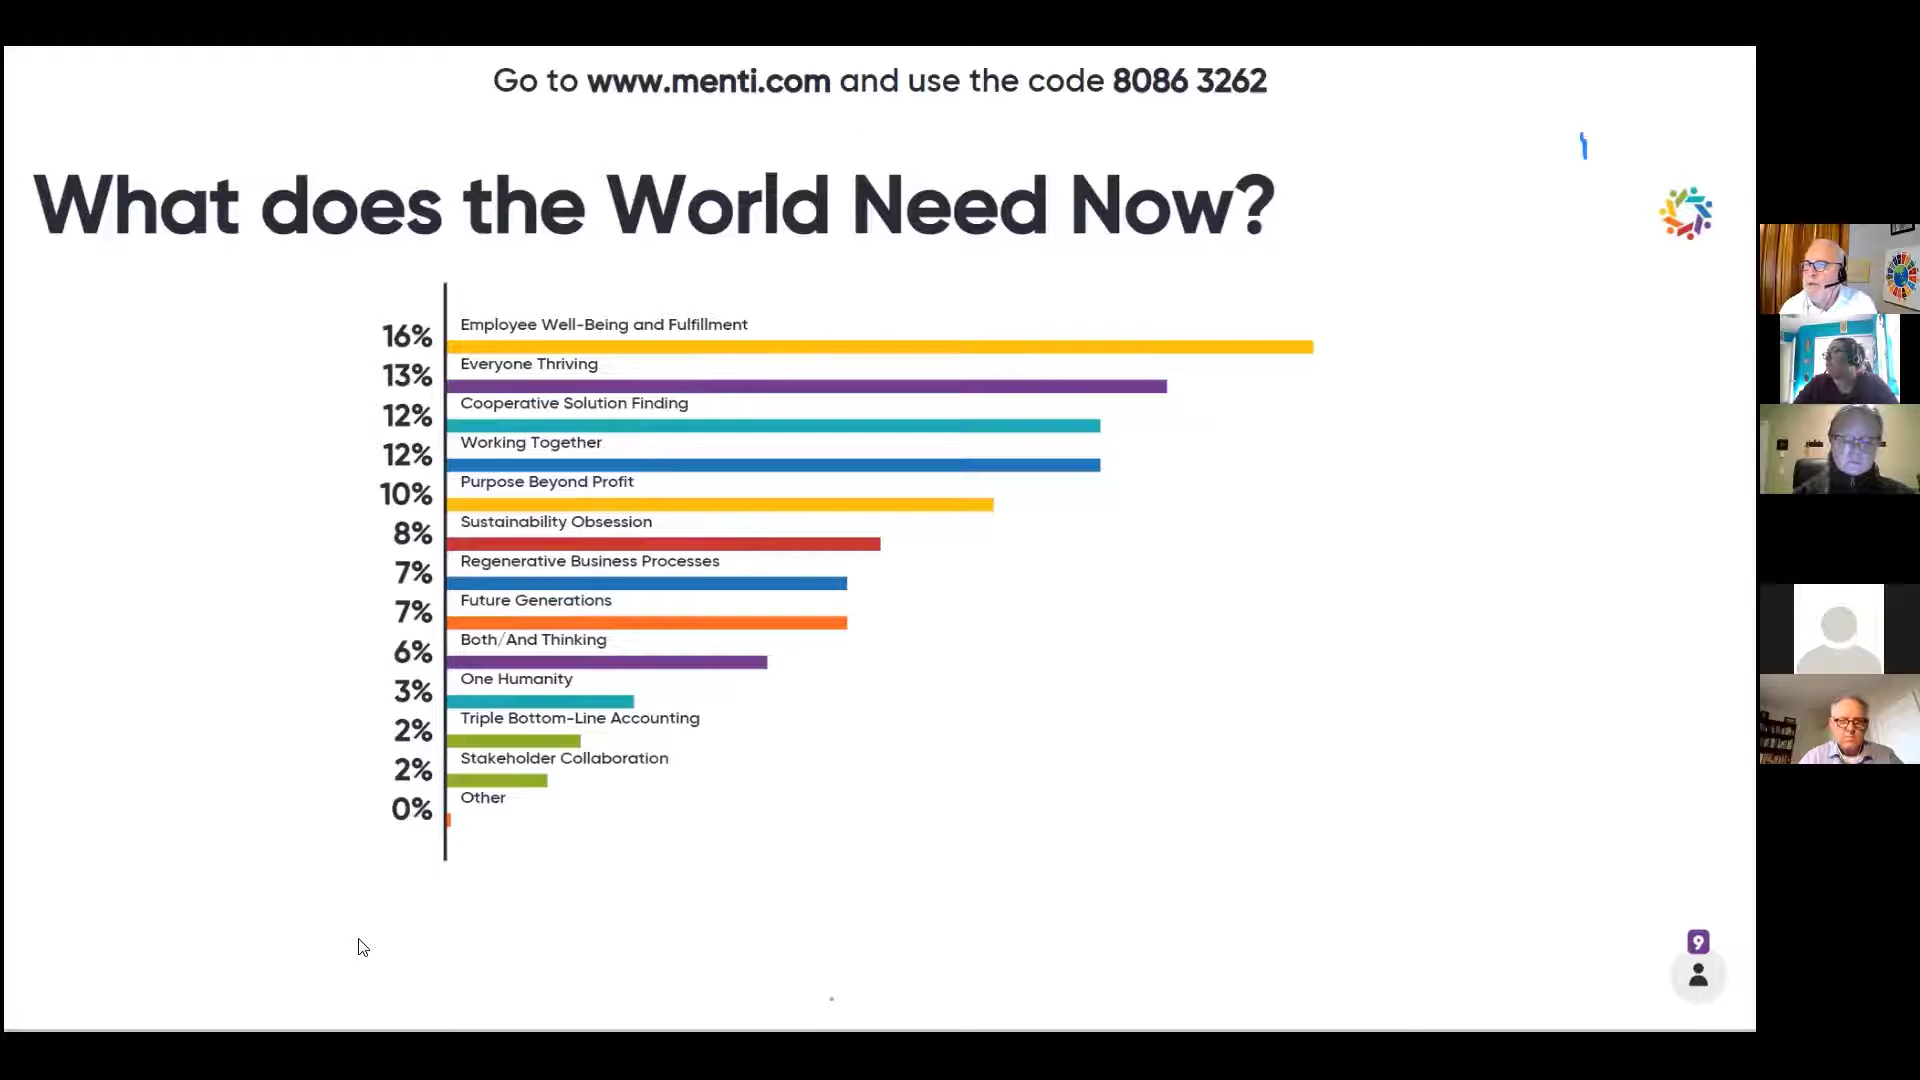 Go to www.menti.com and use the code 8086 3262
What does the World Need Now?
16% Employee Well-Being and Fulfillment
13% Everyone Thriving
12% Cooperative Solution Finding
12% Working Together
10% Purpose Beyond Profit
8% Sustainability Obsession
7% Regenerative Business Processes
7% Future Generations
6% Both/And Thinking
3% One Humanity
2% Triple Bottom-Line Accounting
2% Stakeholder Collaboration
0% Other
9